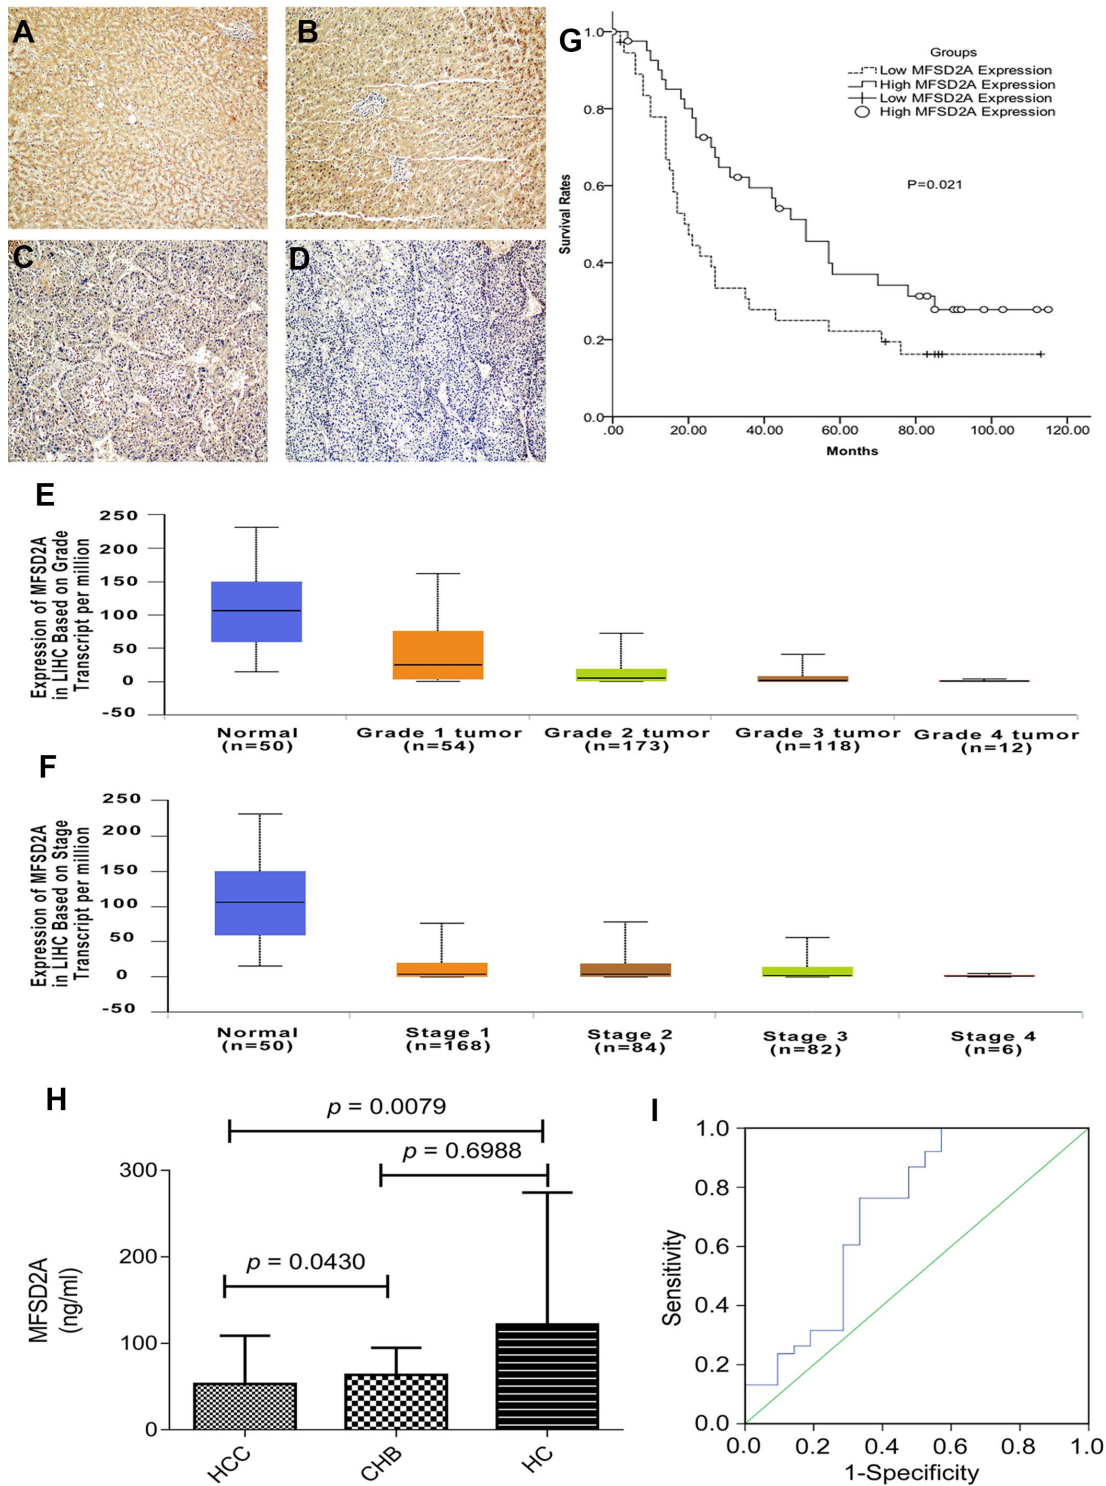 A
B
C
D
G
Groups
Low MFSD2A Expression
High MFSD2A Expression
Low MFSD2A Expression
High MFSD2A Expression
P=0.021
Survival Rates
1.0
0.8
0.6
0.4
0.2
0.0
.00 20.00 40.00 60.00 80.00 100.00 120.00
Months
E
Expression of MFSD2A
in LIHC Based on Grade
Transcript per million
250
200
150
100
50
0
-50
Normal Grade 1 tumor Grade 2 tumor Grade 3 tumor Grade 4 tumor
(n=50) (n=54) (n=173) (n=118) (n=12)
F
Expression of MFSD2A
in LIHC Based on Stage
Transcript per million
250
200
150
100
50
0
-50
Normal Stage 1 Stage 2 Stage 3 Stage 4
(n=50) (n=168) (n=84) (n=82) (n=6)
H
p = 0.0079
p = 0.6988
p = 0.0430
MFSD2A
(ng/ml)
300
200
100
0
HCC CHB HC
I
Sensitivity
1.0
0.8
0.6
0.4
0.2
0.0
0.0 0.2 0.4 0.6 0.8 1.0
1-Specificity